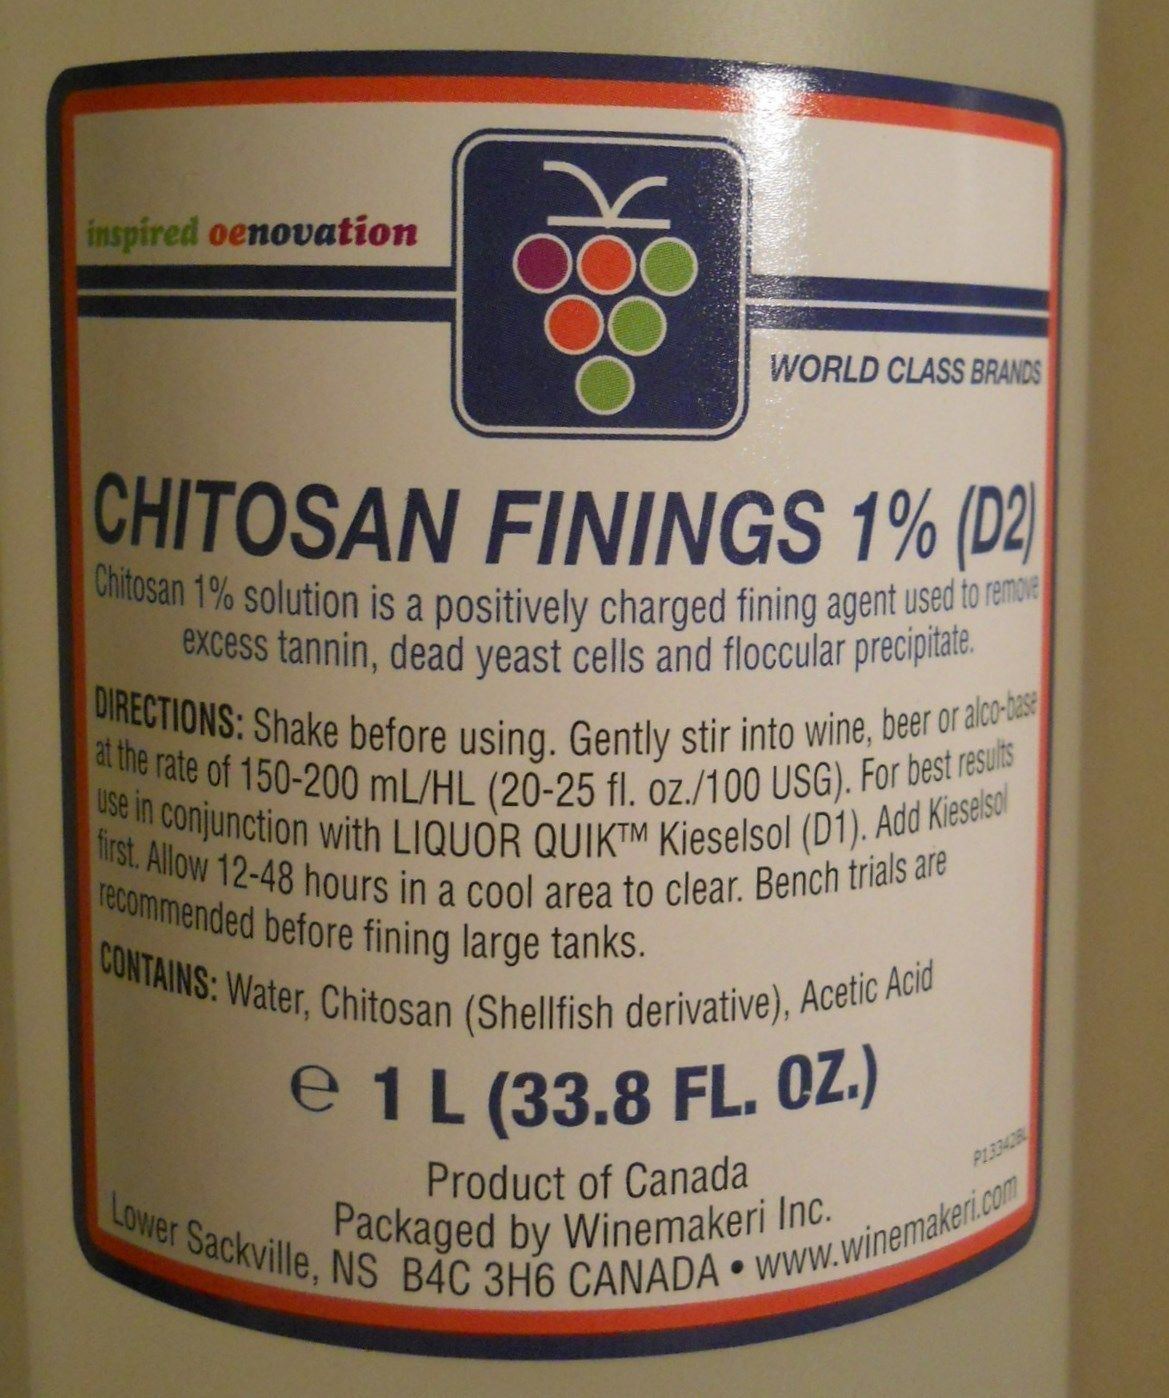 inspired oenovation
WORLD CLASS BRANDS
CHITOSAN FININGS 1% (D2)
Chitosan 1% solution is a positively charged fining agent used to remove
excess tannin, dead yeast cells and floccular precipitate.
DIRECTIONS: Shake before using. Gently stir into wine, beer or alco-base
at the rate of 150-200 mL/HL (20-25 fl. oz./100 USG). For best results
use in conjunction with LIQUOR QUIK™ Kieselsol (D1). Add Kieselsol
first. Allow 12-48 hours in a cool area to clear. Bench trials are
recommended before fining large tanks.
CONTAINS: Water, Chitosan (Shellfish derivative), Acetic Acid
℮ 1 L (33.8 FL. OZ.)
P13342BL
Product of Canada
Packaged by Winemakeri Inc.
Lower Sackville, NS B4C 3H6 CANADA • www.winemakeri.com